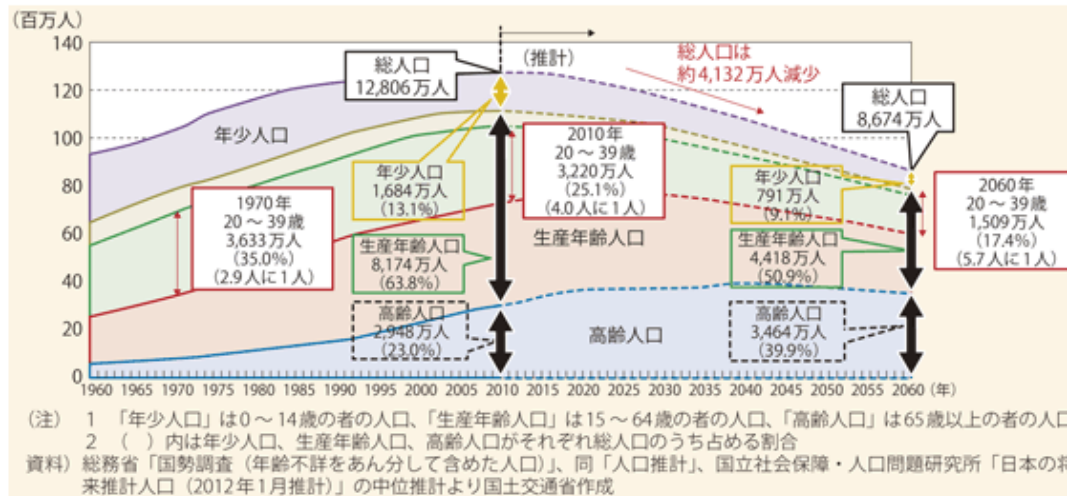 (百万人)
140
120
100
80
60
40
20
0
(推計)
総人口
12,806万人
総人口は
約4,132万人減少
総人口
8,674万人
年少人口
1970年
20～39歳
3,633万人
(35.0%)
(2.9人に1人)
年少人口
1,684万人
(13.1%)
2010年
20～39歳
3,220万人
(25.1%)
(4.0人に1人)
年少人口
791万人
(9.1%)
2060年
20～39歳
1,509万人
(17.4%)
(5.7人に1人)
生産年齢人口
8,174万人
(63.8%)
生産年齢人口
生産年齢人口
4,418万人
(50.9%)
高齢人口
2,948万人
(23.0%)
高齢人口
高齢人口
3,464万人
(39.9%)
1960 1965 1970 1975 1980 1985 1990 1995 2000 2005 2010 2015 2020 2025 2030 2035 2040 2045 2050 2055 2060 (年)
(注) 1 「年少人口」は0～14歳の者の人口、「生産年齢人口」は15～64歳の者の人口、「高齢人口」は65歳以上の者の人口
2 ( )内は年少人口、生産年齢人口、高齢人口がそれぞれ総人口のうち占める割合
資料) 総務省「国勢調査(年齢不詳をあん分して含めた人口)」、同「人口推計」、国立社会保障・人口問題研究所「日本の将
来推計人口(2012年1月推計)」の中位推計より国土交通省作成